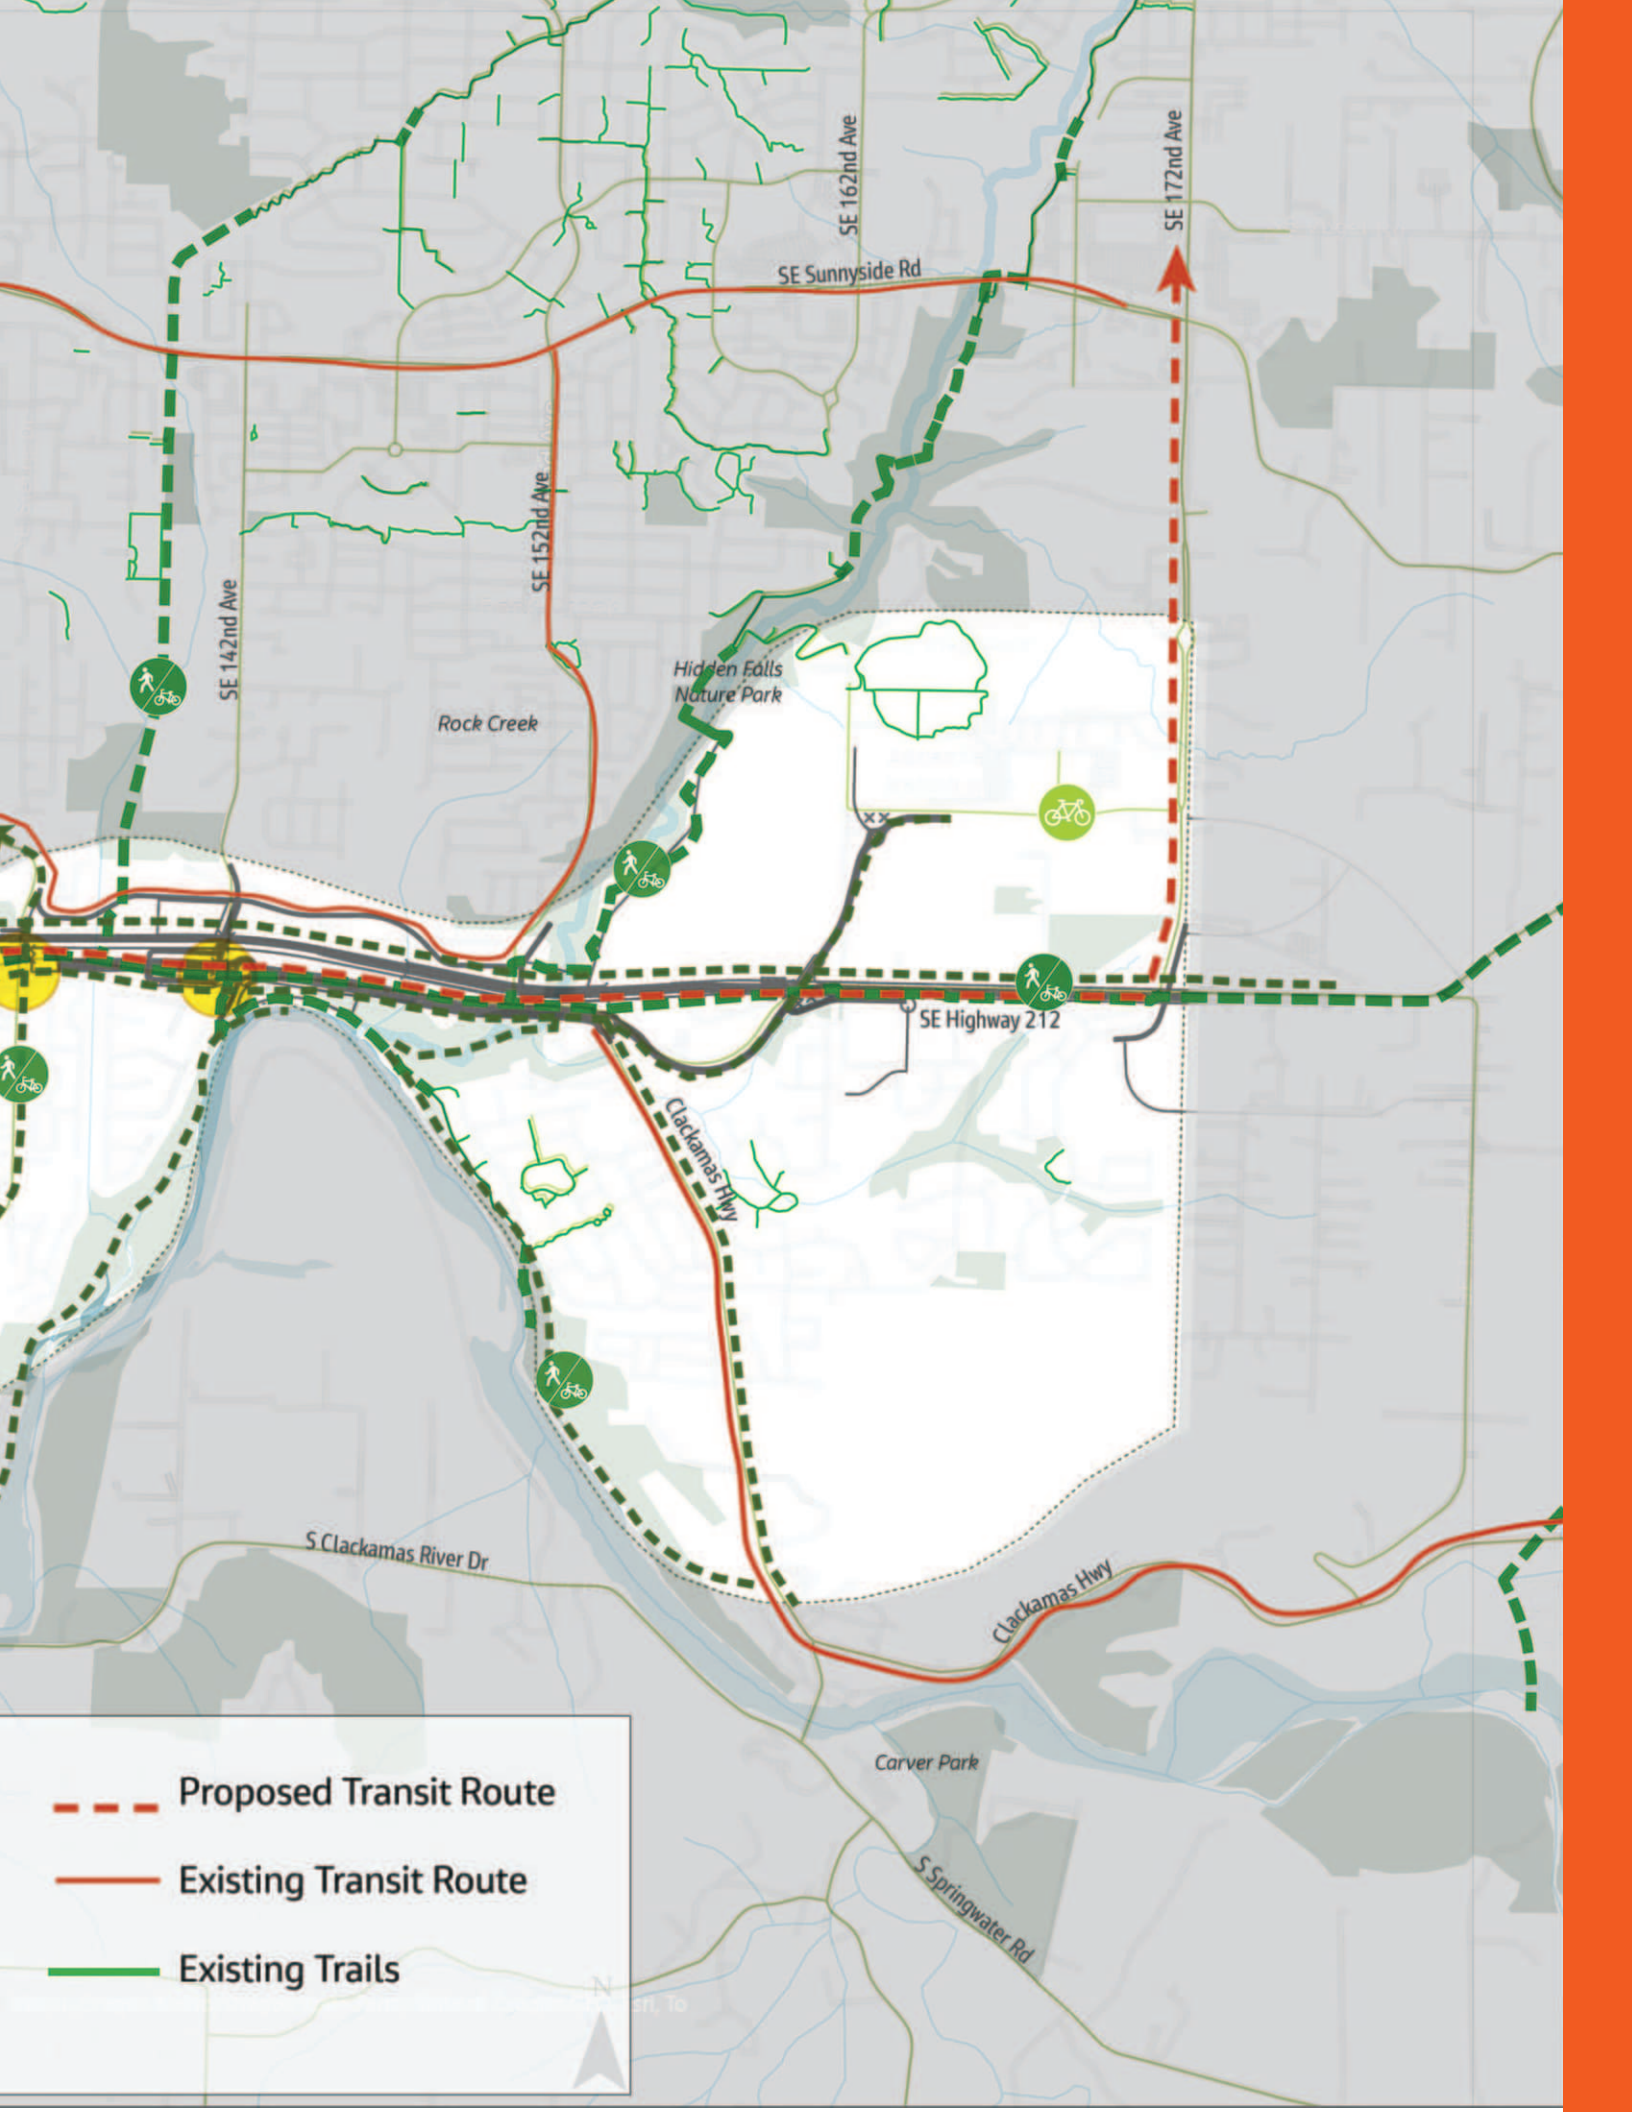 SE 162nd Ave
SE 172nd Ave
SE Sunnyside Rd
SE 152nd Ave
SE 142nd Ave
Hidden Falls
Nature Park
Rock Creek
SE Highway 212
Clackamas Hwy
S Clackamas River Dr
Clackamas Hwy
Carver Park
S Springwater Rd
Proposed Transit Route
Existing Transit Route
Existing Trails
N